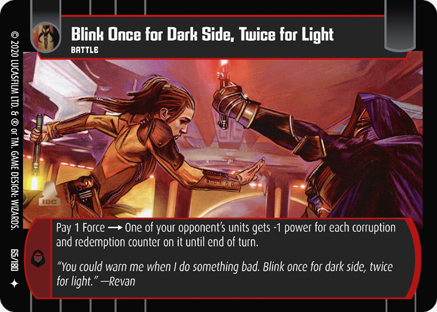 Blink Once for Dark Side, Twice for Light
BATTLE
© 2020 LUCASFILM LTD. & ® or TM. GAME DESIGN: WIZARDS.
IDC
Pay 1 Force → One of your opponent's units gets -1 power for each corruption
and redemption counter on it until end of turn.
"You could warn me when I do something bad. Blink once for dark side, twice
for light." —Revan